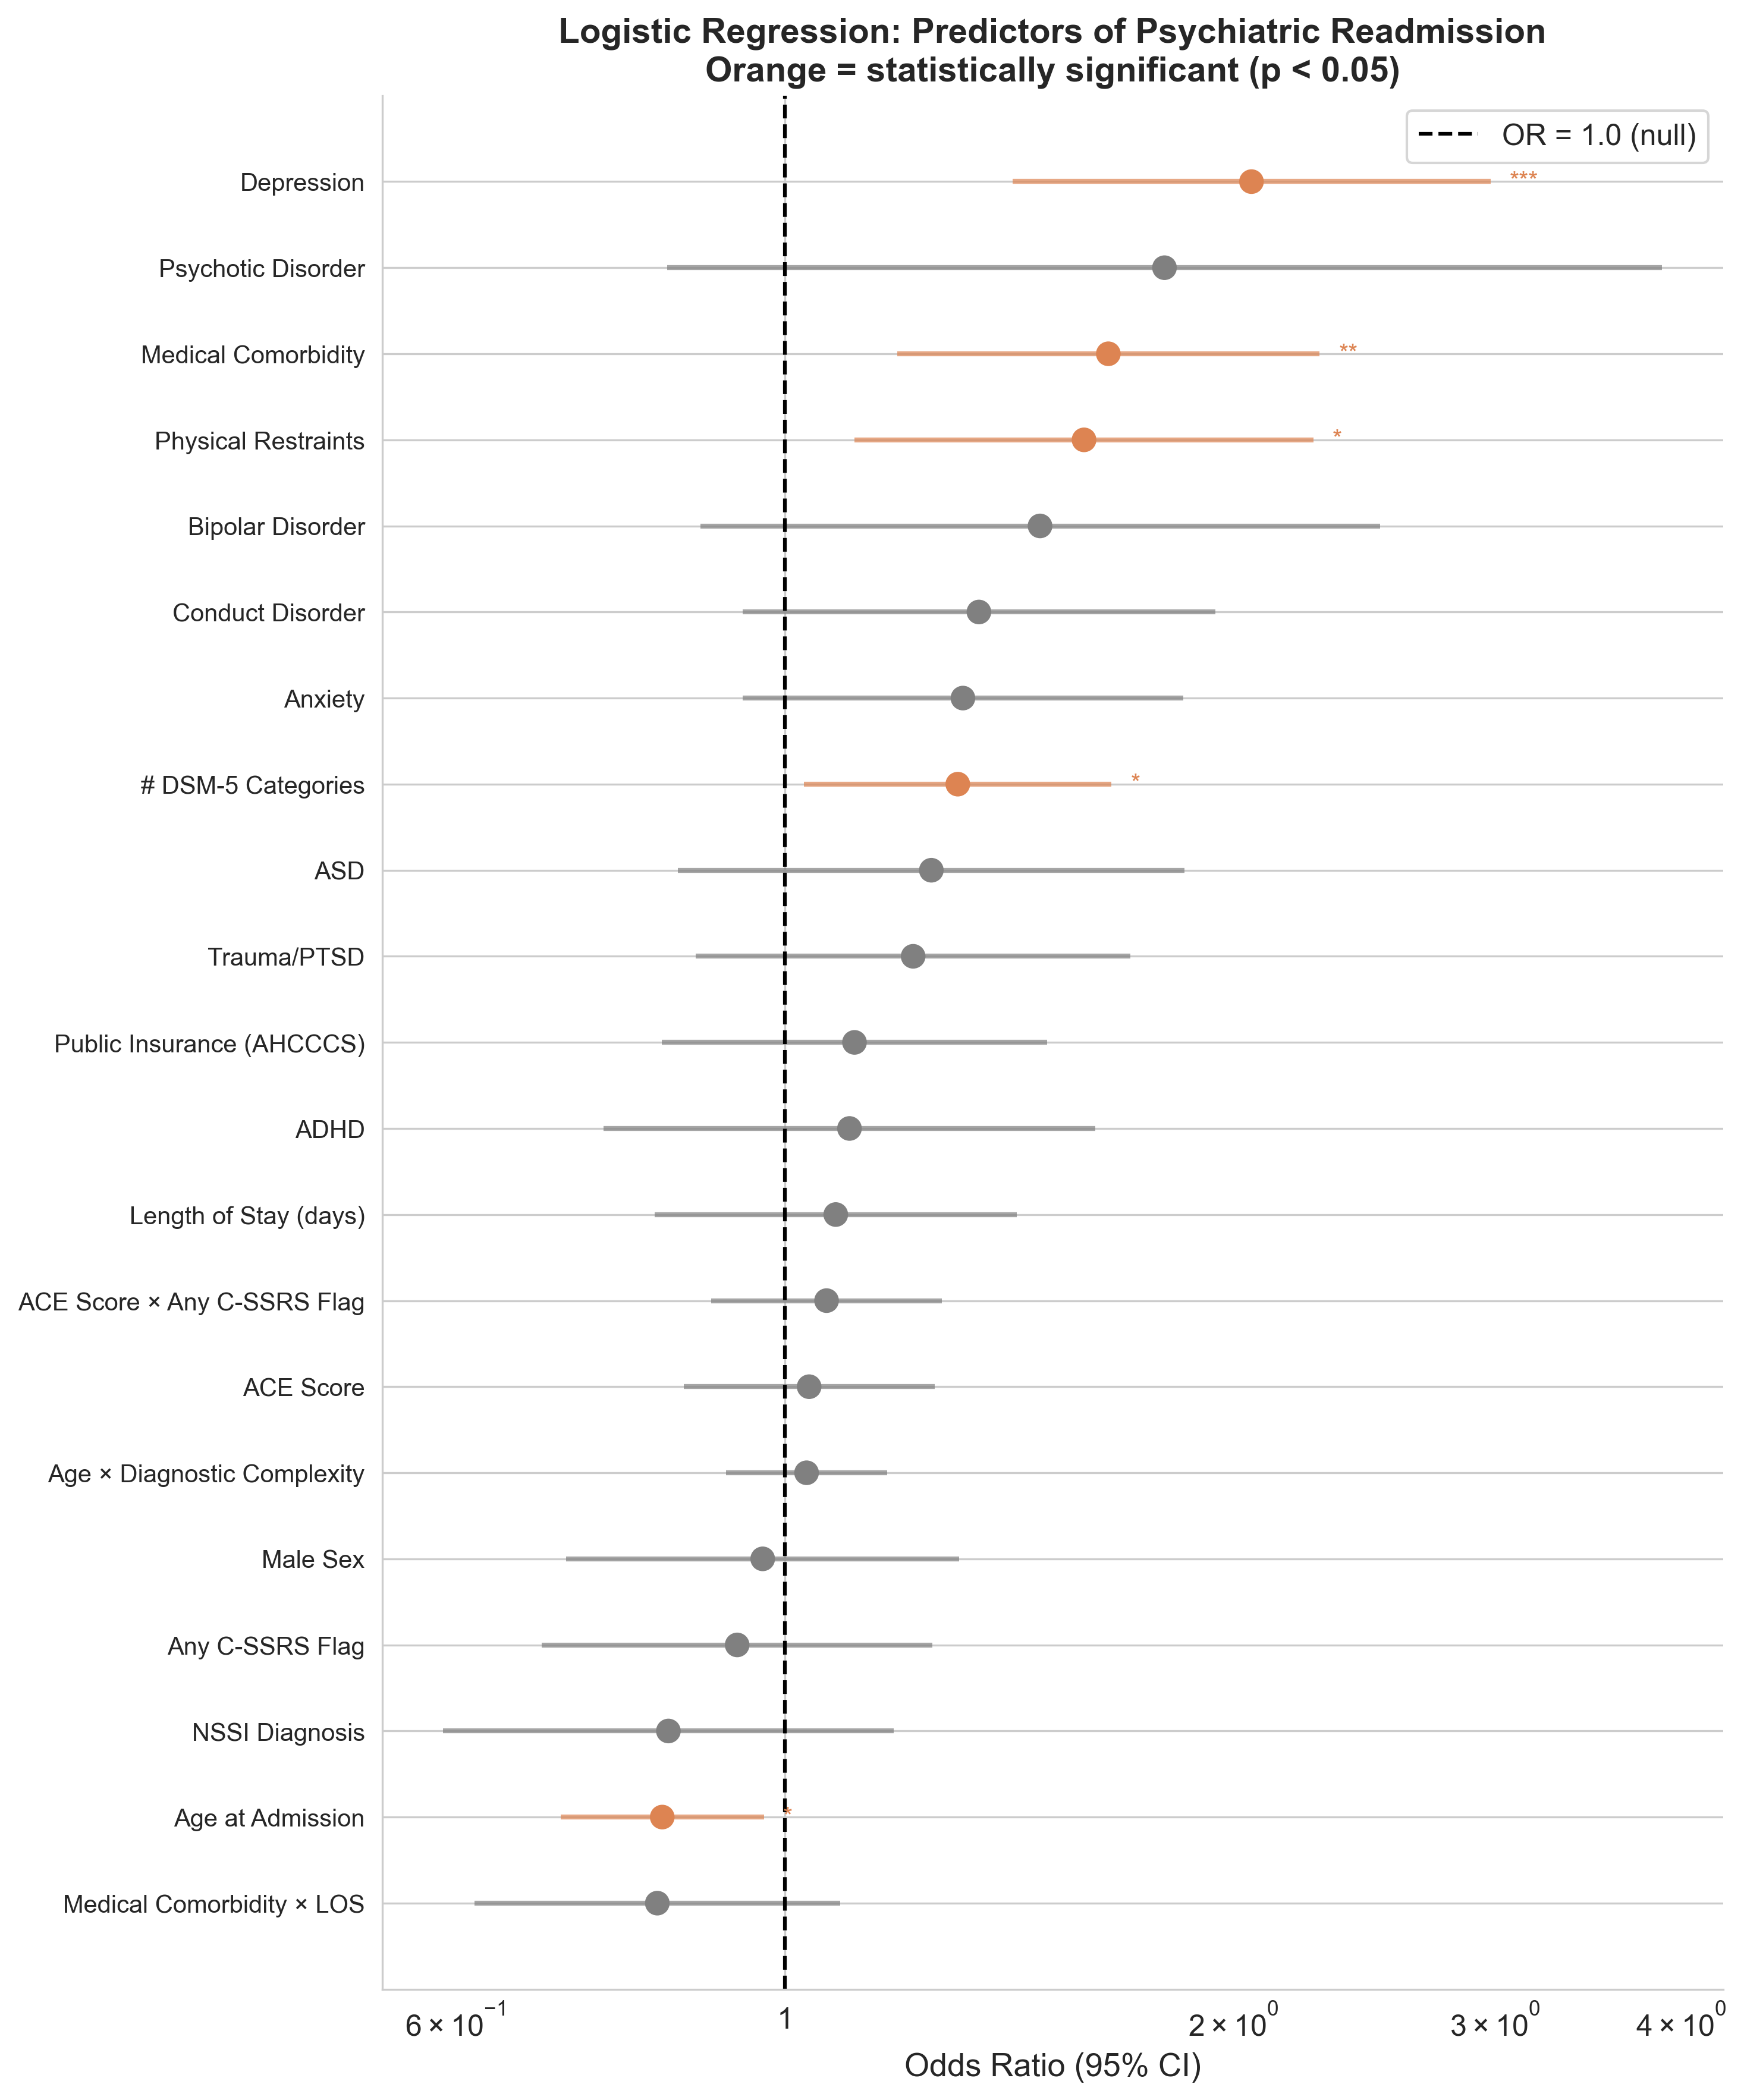 Logistic Regression: Predictors of Psychiatric Readmission
Orange = statistically significant (p < 0.05)
OR = 1.0 (null)
Depression
***
Psychotic Disorder
Medical Comorbidity
**
Physical Restraints
*
Bipolar Disorder
Conduct Disorder
Anxiety
# DSM-5 Categories
*
ASD
Trauma/PTSD
Public Insurance (AHCCCS)
ADHD
Length of Stay (days)
ACE Score × Any C-SSRS Flag
ACE Score
Age × Diagnostic Complexity
Male Sex
Any C-SSRS Flag
NSSI Diagnosis
Age at Admission
*
Medical Comorbidity × LOS
6 × 10⁻¹
1
2 × 10⁰
3 × 10⁰
4 × 10⁰
Odds Ratio (95% CI)